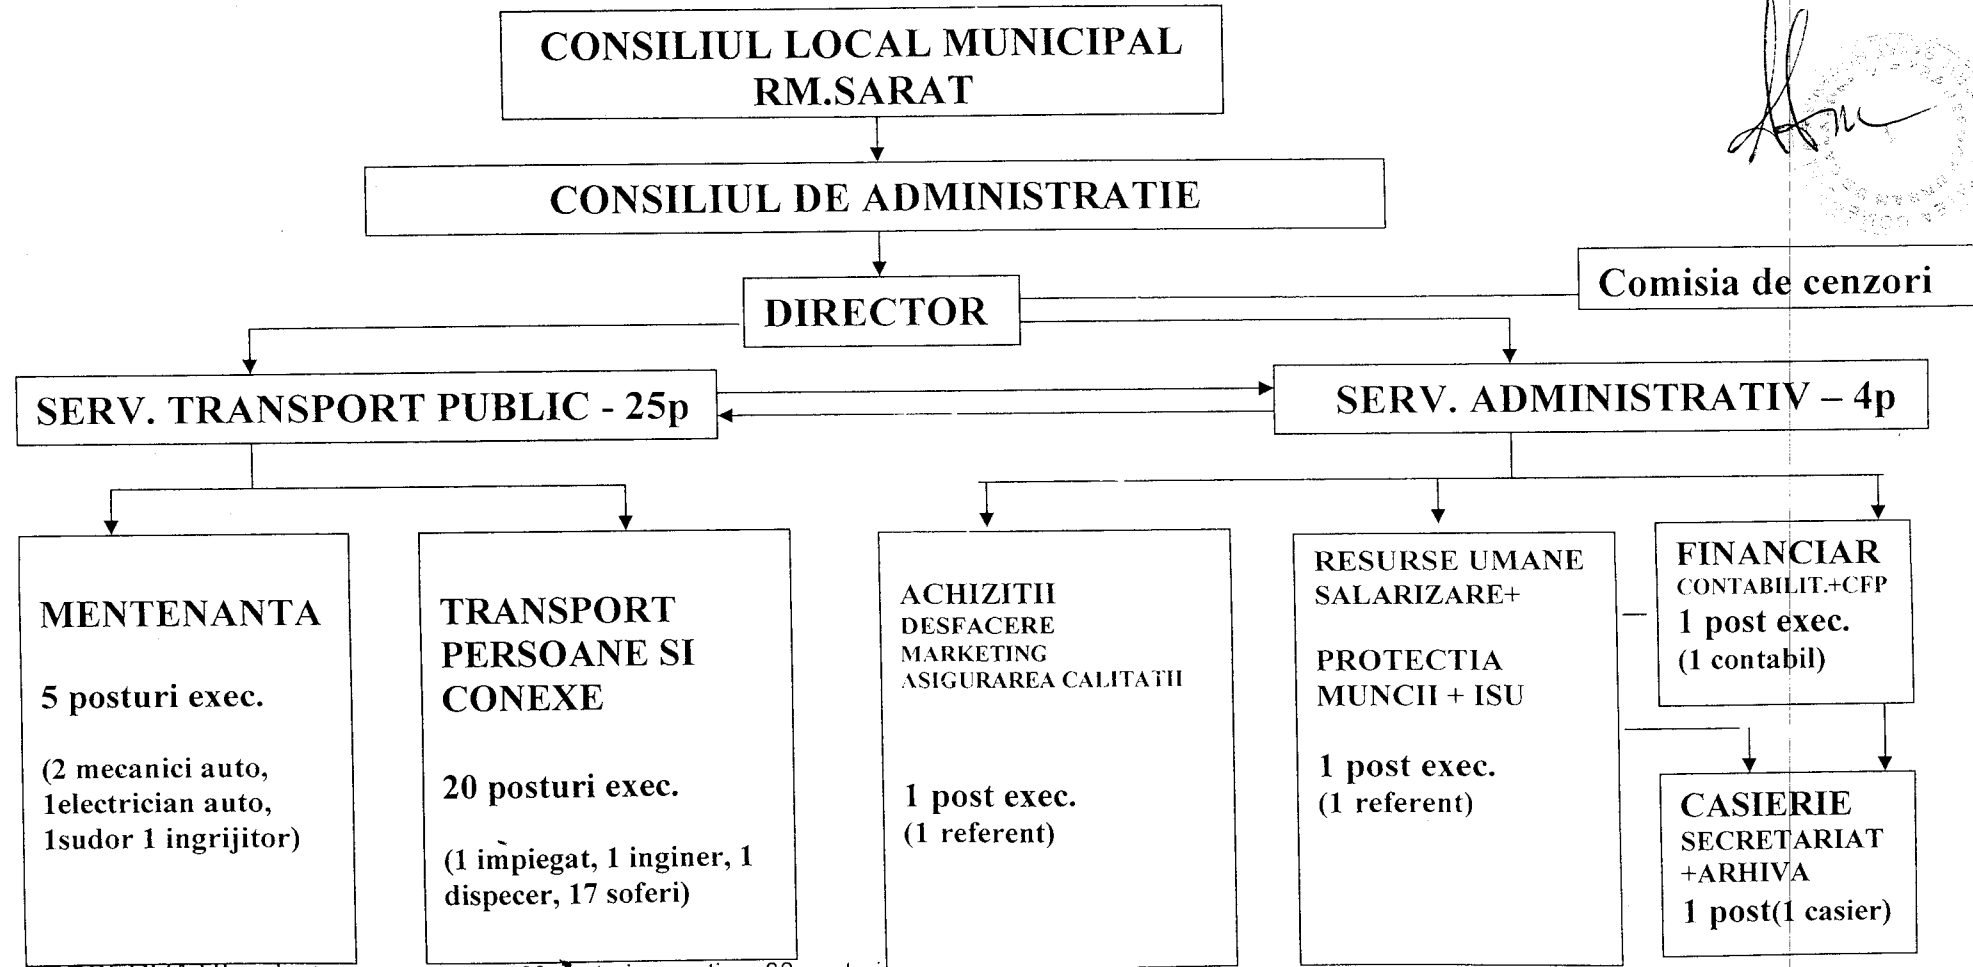 CONSILIUL LOCAL MUNICIPAL
RM.SARAT
CONSILIUL DE ADMINISTRATIE
Comisia de cenzori
DIRECTOR
SERV. TRANSPORT PUBLIC - 25p
SERV. ADMINISTRATIV – 4p
MENTENANTA
5 posturi exec.
(2 mecanici auto,
1electrician auto,
1sudor 1 ingrijitor)
TRANSPORT
PERSOANE SI
CONEXE
20 posturi exec.
(1 impiegat, 1 inginer, 1
dispecer, 17 soferi)
ACHIZITII
DESFACERE
MARKETING
ASIGURAREA CALITATII
1 post exec.
(1 referent)
RESURSE UMANE
SALARIZARE+
PROTECTIA
MUNCII + ISU
1 post exec.
(1 referent)
FINANCIAR
CONTABILIT.+CFP
1 post exec.
(1 contabil)
CASIERIE
SECRETARIAT
+ARHIVA
1 post(1 casier)